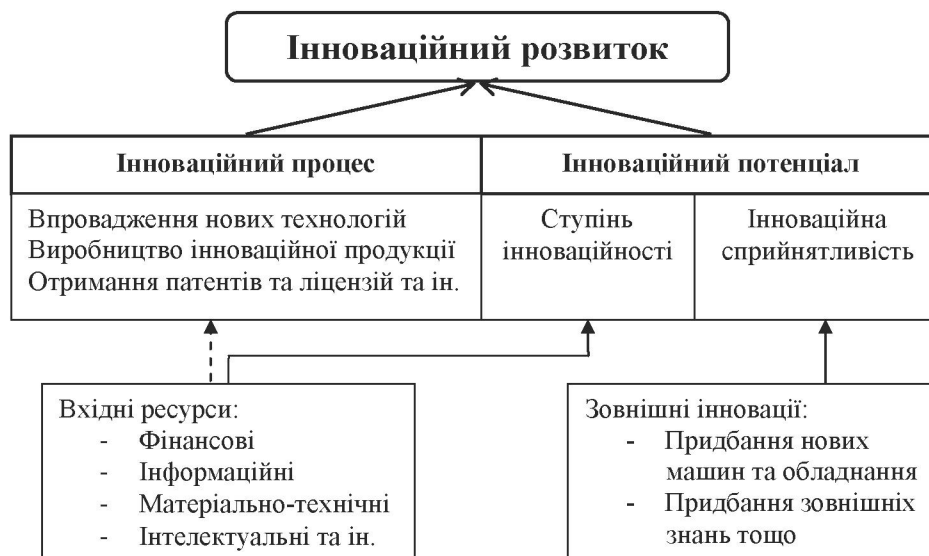 Інноваційний розвиток
Інноваційний процес
Інноваційний потенціал
Впровадження нових технологій
Виробництво інноваційної продукції
Отримання патентів та ліцензій та ін.
Ступінь
інноваційності
Інноваційна
сприйнятливість
Вхідні ресурси:
- Фінансові
- Інформаційні
- Матеріально-технічні
- Інтелектуальні та ін.
Зовнішні інновації:
- Придбання нових
машин та обладнання
- Придбання зовнішніх
знань тощо